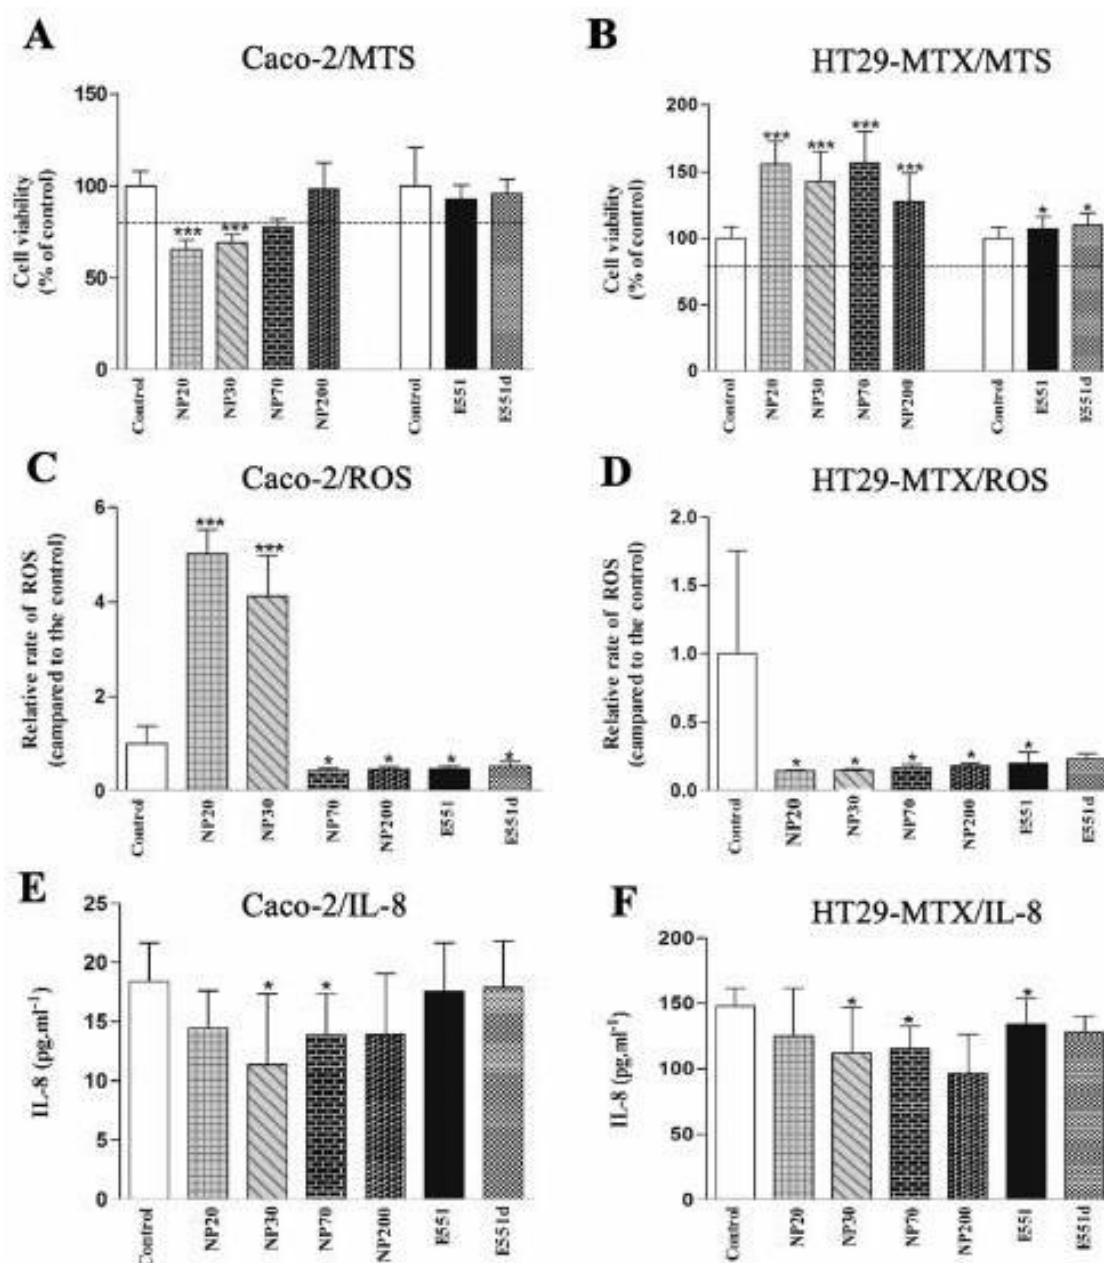 A
Caco-2/MTS
Cell viability
(% of control)
150
100
50
0
***
***
Control
NP20
NP30
NP70
NP200
Control
E551
E551d
B
HT29-MTX/MTS
Cell viability
(% of control)
200
150
100
50
0
***
***
***
***
*
*
Control
NP20
NP30
NP70
NP200
Control
E551
E551d
C
Caco-2/ROS
Relative rate of ROS
(campared to the control)
6
4
2
0
***
***
*
*
*
*
Control
NP20
NP30
NP70
NP200
E551
E551d
D
HT29-MTX/ROS
Relative rate of ROS
(campared to the control)
2.0
1.5
1.0
0.5
0.0
*
*
*
*
*
Control
NP20
NP30
NP70
NP200
E551
E551d
E
Caco-2/IL-8
IL-8 (pg.ml⁻¹)
25
20
15
10
5
0
*
*
Control
NP20
NP30
NP70
NP200
E551
E551d
F
HT29-MTX/IL-8
IL-8 (pg.ml⁻¹)
200
150
100
50
0
*
*
*
Control
NP20
NP30
NP70
NP200
E551
E551d